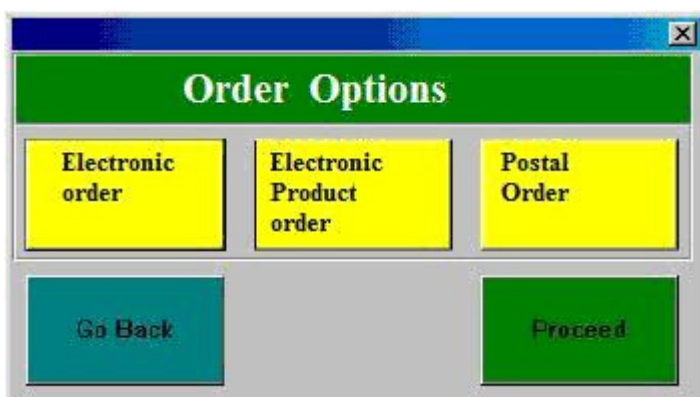 Order Options
Electronic
order
Electronic
Product
order
Postal
Order
Go Back
Proceed